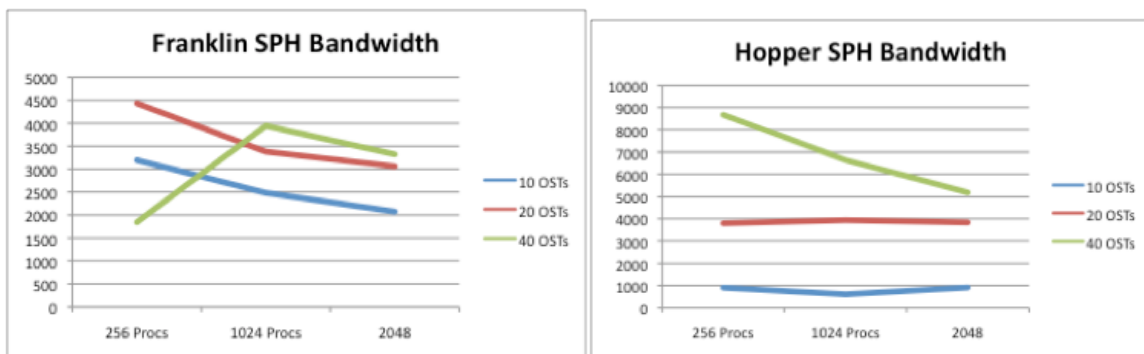 Franklin SPH Bandwidth
5000
4500
4000
3500
3000
2500
2000
1500
1000
500
0
256 Procs
1024 Procs
2048
10 OSTs
20 OSTs
40 OSTs
Hopper SPH Bandwidth
10000
9000
8000
7000
6000
5000
4000
3000
2000
1000
0
256 Procs
1024 Procs
2048
10 OSTs
20 OSTs
40 OSTs